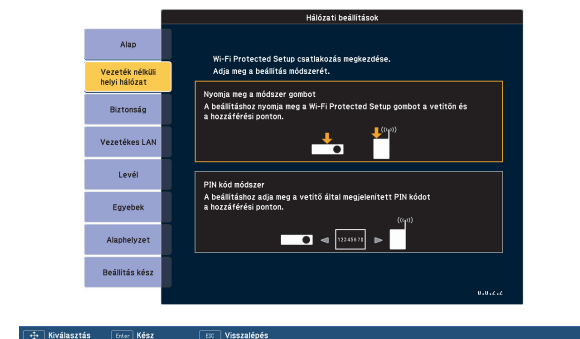 Hálózati beállítások
Alap
Vezeték nélküli
helyi hálózat
Biztonság
Vezetékes LAN
Levél
Egyebek
Alaphelyzet
Beállítás kész
Wi-Fi Protected Setup csatlakozás megkezdése.
Adja meg a beállítás módszerét.
Nyomja meg a módszer gombot
A beállításhoz nyomja meg a Wi-Fi Protected Setup gombot a vetítőn és
a hozzáférési ponton.
PIN kód módszer
A beállításhoz adja meg a vetítő által megjelenített PIN kódot
a hozzáférési ponton.
12345678
Kiválasztás Enter Kész ESC Visszalépés